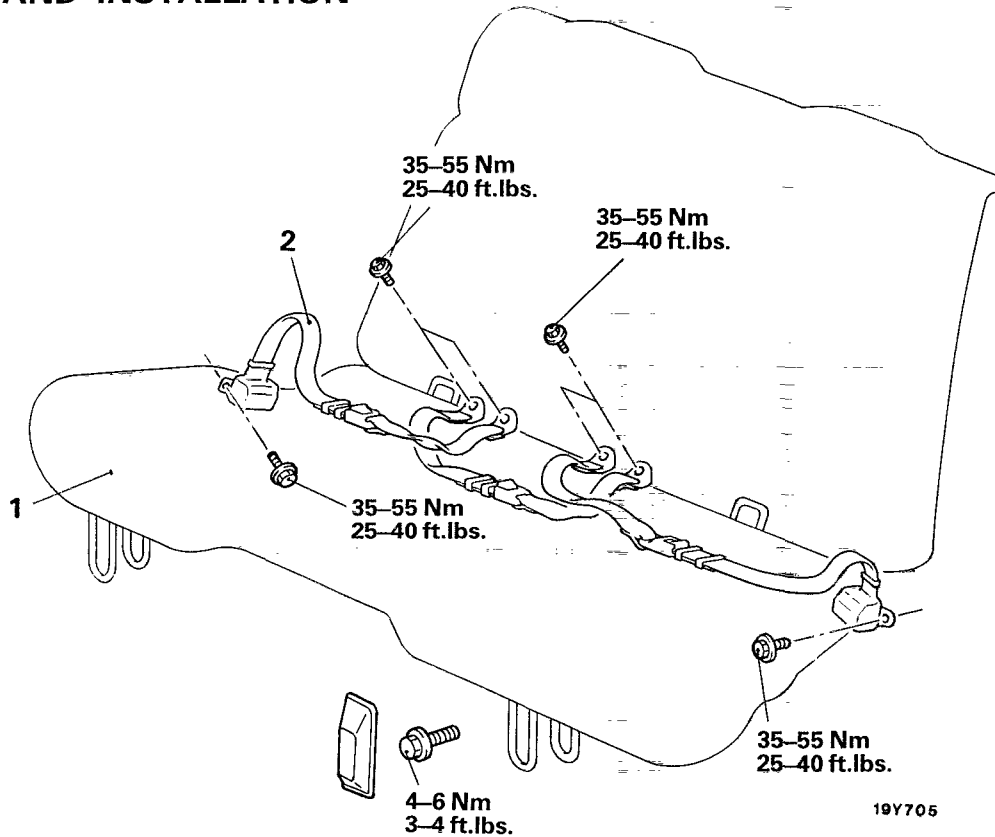 AND INSTALLATION
35–55 Nm
25–40 ft.lbs.
35–55 Nm
25–40 ft.lbs.
2
1
35–55 Nm
25–40 ft.lbs.
35–55 Nm
25–40 ft.lbs.
4–6 Nm
3–4 ft.lbs.
19Y705